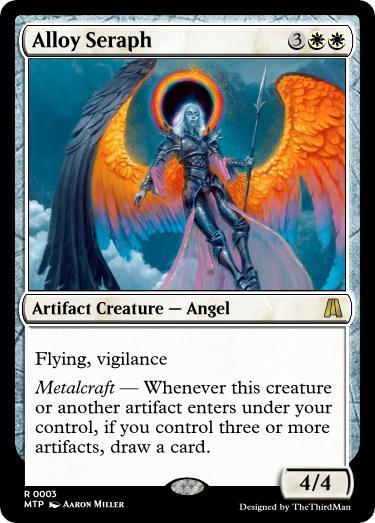 Alloy Seraph 3
Artifact Creature — Angel
Flying, vigilance
Metalcraft — Whenever this creature
or another artifact enters under your
control, if you control three or more
artifacts, draw a card.
4/4
R 0003
MTP Aaron Miller
Designed by TheThirdMan